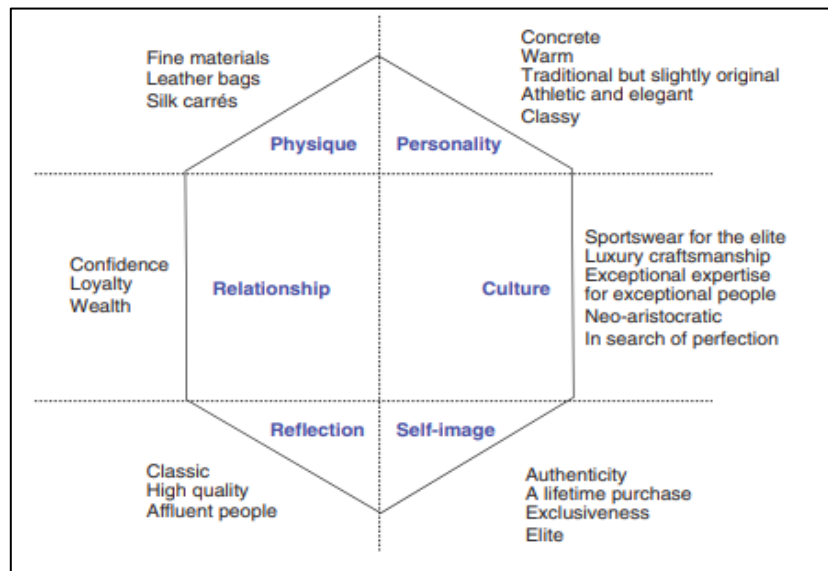 Fine materials
Leather bags
Silk carrés
Concrete
Warm
Traditional but slightly original
Athletic and elegant
Classy
Physique
Personality
Confidence
Loyalty
Wealth
Relationship
Culture
Sportswear for the elite
Luxury craftsmanship
Exceptional expertise
for exceptional people
Neo-aristocratic
In search of perfection
Reflection
Self-image
Classic
High quality
Affluent people
Authenticity
A lifetime purchase
Exclusiveness
Elite